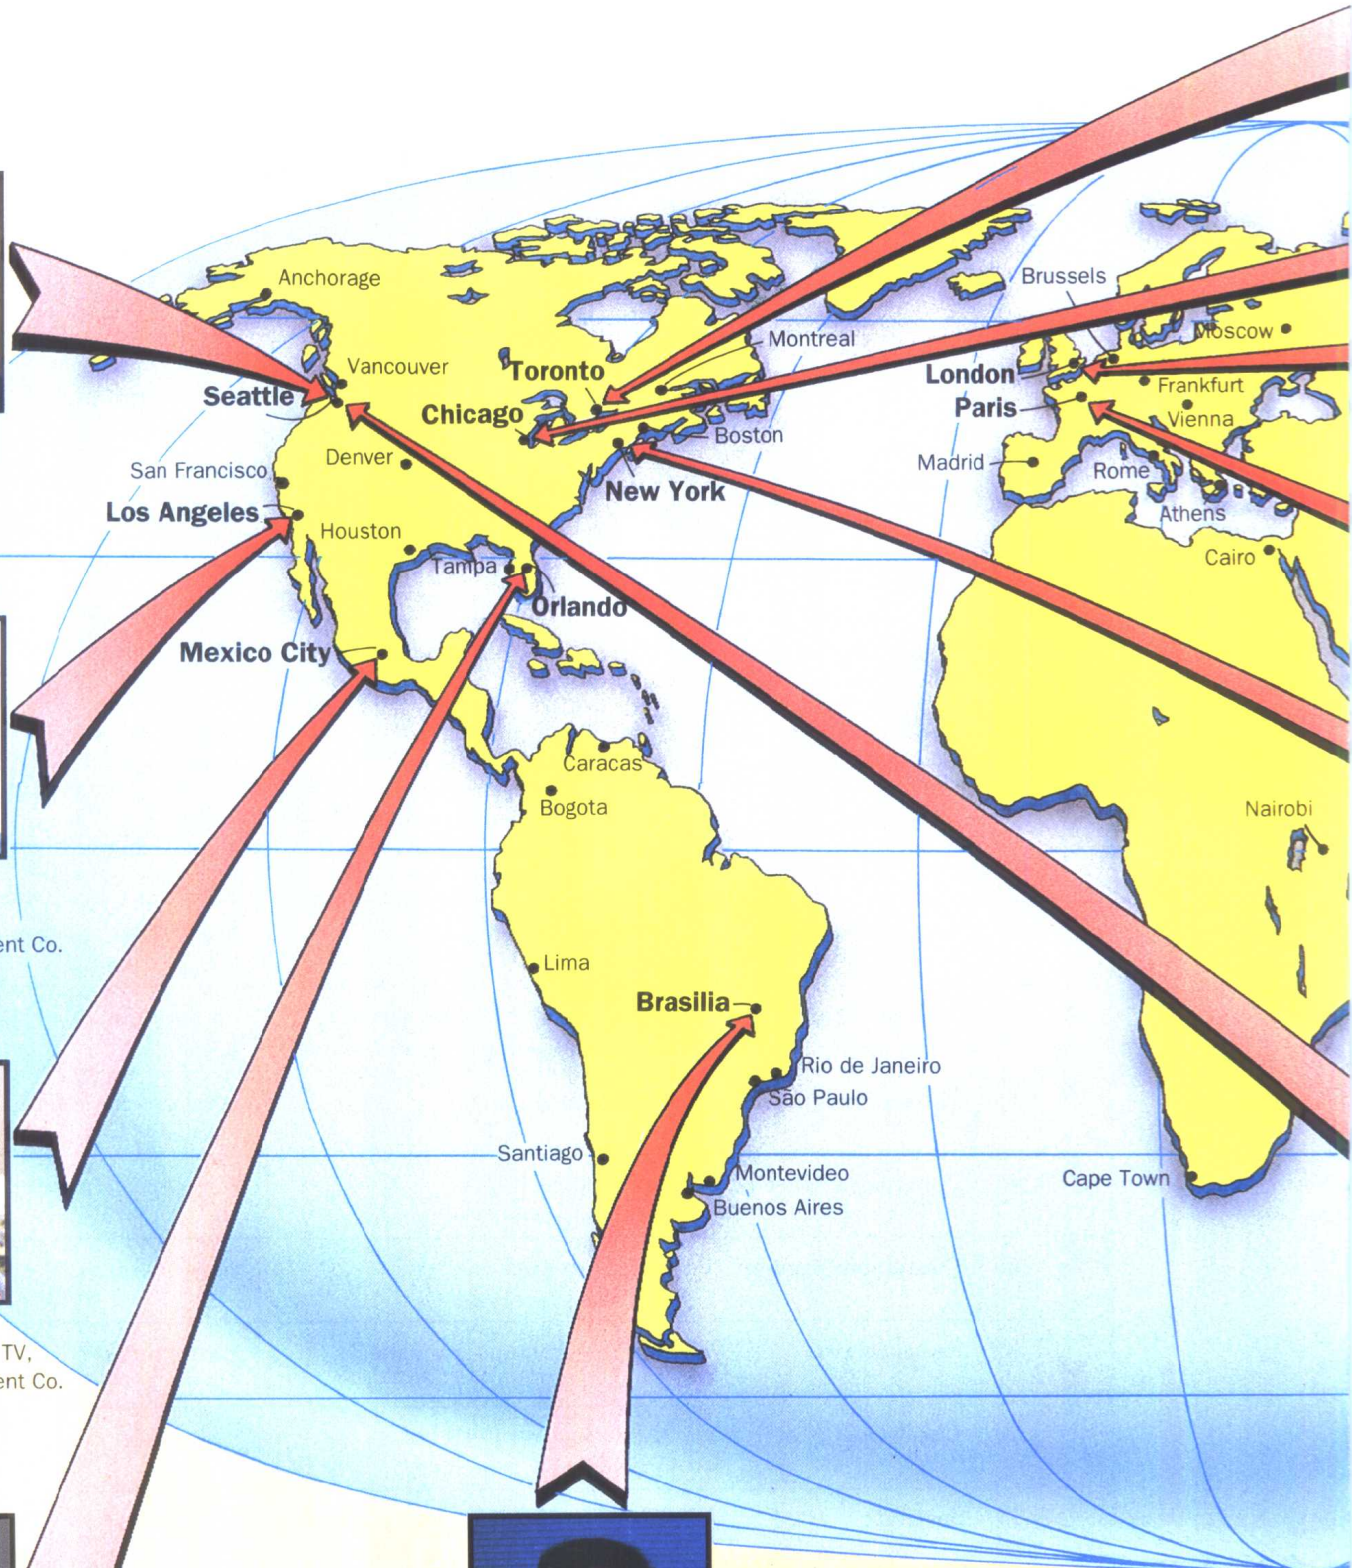 Anchorage
Brussels
Moscow
Montreal
Vancouver
Toronto
London
Frankfurt
Seattle
Paris
Chicago
Vienna
Boston
Denver
Madrid
Rome
San Francisco
New York
Los Angeles
Athens
Houston
Cairo
Tampa
Orlando
Mexico City
Caracas
Bogota
Nairobi
ent Co.
Lima
Brasilia
Rio de Janeiro
São Paulo
Santiago
Montevideo
Cape Town
Buenos Aires
TV,
ent Co.